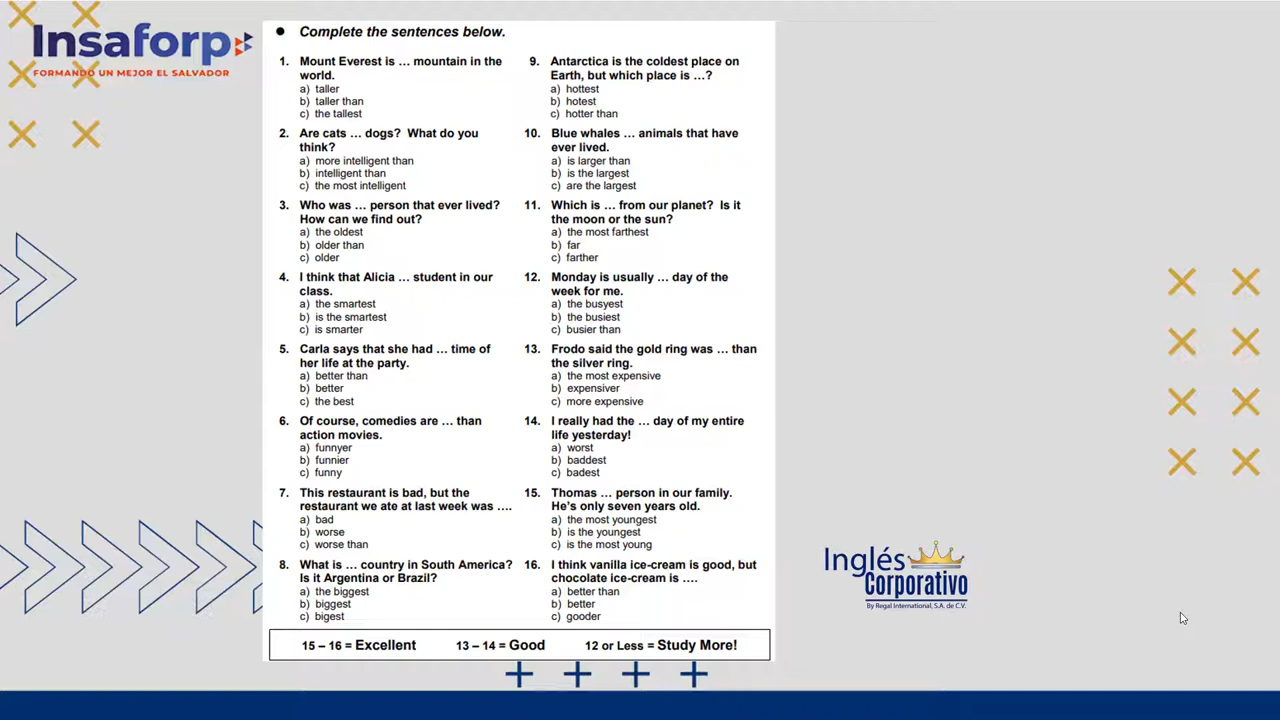 Insaforp
FORMANDO UN MEJOR EL SALVADOR
● Complete the sentences below.
1. Mount Everest is … mountain in the
world.
a) taller
b) taller than
c) the tallest
2. Are cats … dogs? What do you
think?
a) more intelligent than
b) intelligent than
c) the most intelligent
3. Who was … person that ever lived?
How can we find out?
a) the oldest
b) older than
c) older
4. I think that Alicia … student in our
class.
a) the smartest
b) is the smartest
c) is smarter
5. Carla says that she had … time of
her life at the party.
a) better than
b) better
c) the best
6. Of course, comedies are … than
action movies.
a) funnyer
b) funnier
c) funny
7. This restaurant is bad, but the
restaurant we ate at last week was ….
a) bad
b) worse
c) worse than
8. What is … country in South America?
Is it Argentina or Brazil?
a) the biggest
b) biggest
c) bigest
9. Antarctica is the coldest place on
Earth, but which place is …?
a) hottest
b) hotest
c) hotter than
10. Blue whales … animals that have
ever lived.
a) is larger than
b) is the largest
c) are the largest
11. Which is … from our planet? Is it
the moon or the sun?
a) the most farthest
b) far
c) farther
12. Monday is usually … day of the
week for me.
a) the busyest
b) the busiest
c) busier than
13. Frodo said the gold ring was … than
the silver ring.
a) the most expensive
b) expensiver
c) more expensive
14. I really had the … day of my entire
life yesterday!
a) worst
b) baddest
c) badest
15. Thomas … person in our family.
He's only seven years old.
a) the most youngest
b) is the youngest
c) is the most young
16. I think vanilla ice-cream is good, but
chocolate ice-cream is ….
a) better than
b) better
c) gooder
15 – 16 = Excellent 13 – 14 = Good 12 or Less = Study More!
Inglés
Corporativo
By Regal International, S.A. de C.V.